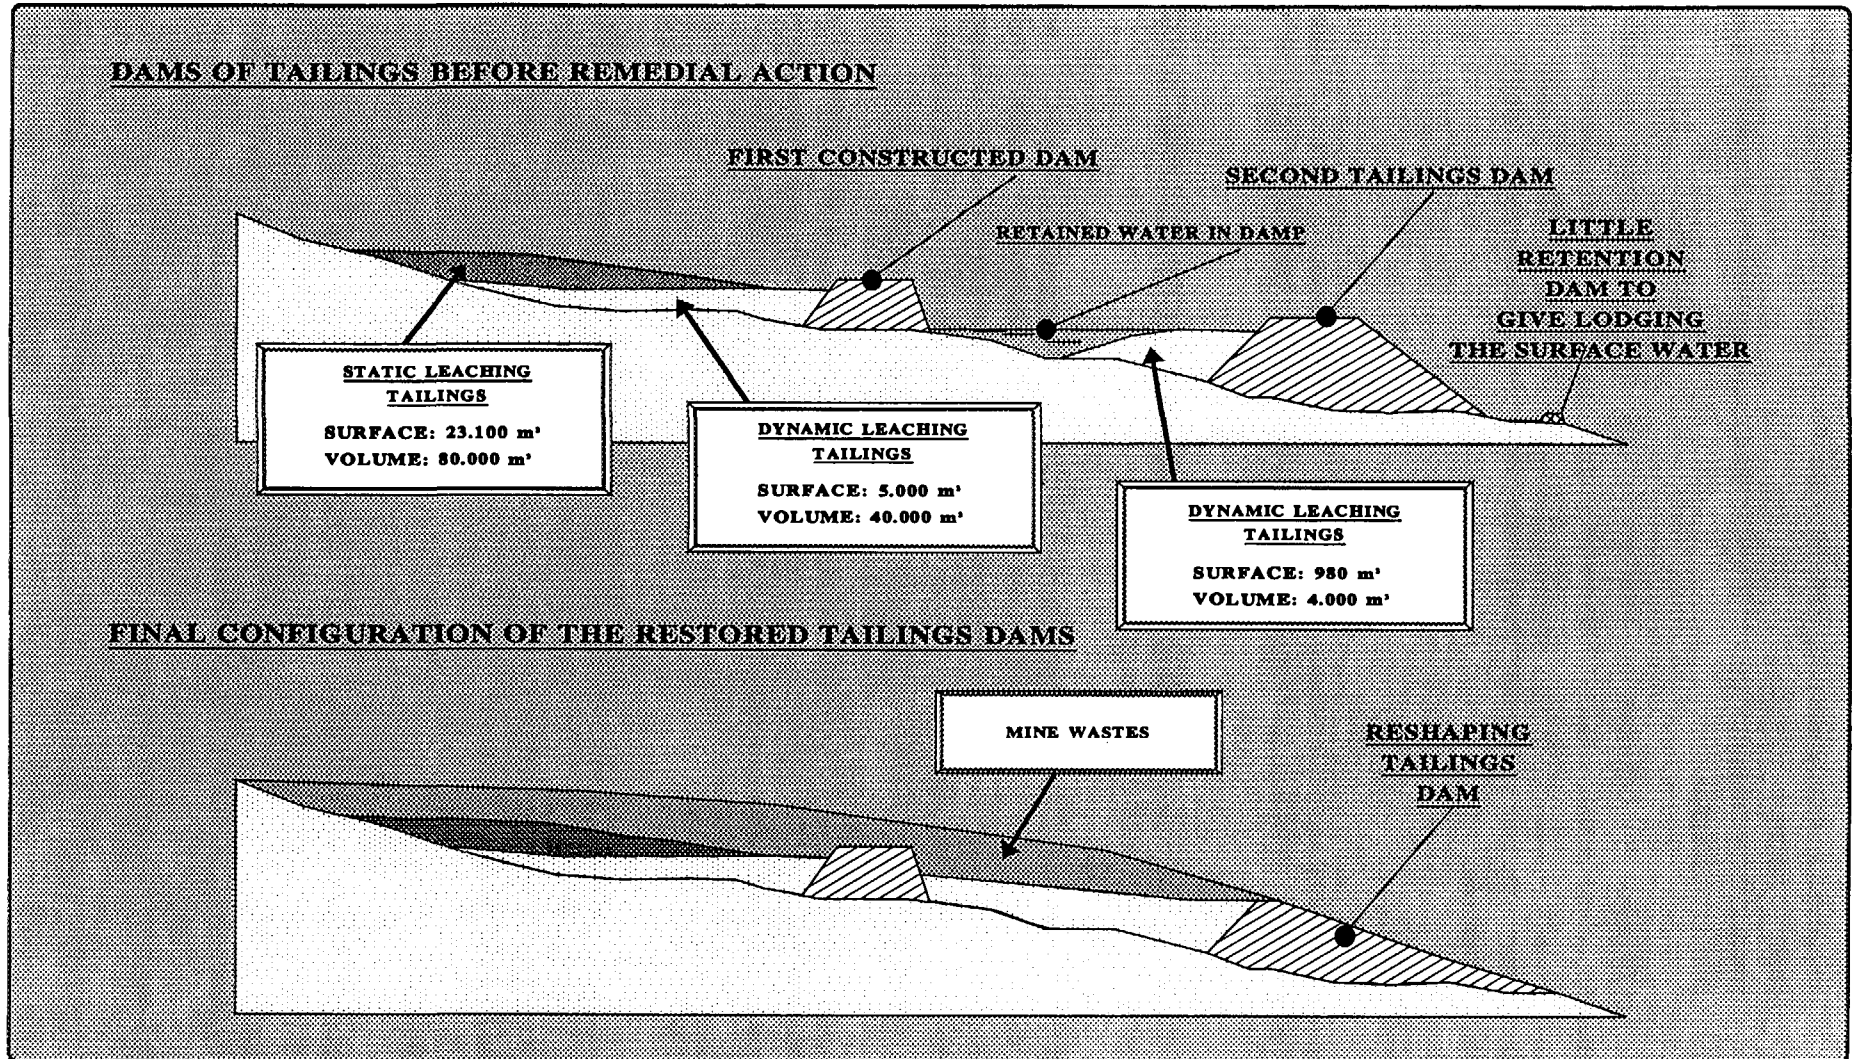 DAMS OF TAILINGS BEFORE REMEDIAL ACTION
FIRST CONSTRUCTED DAM
SECOND TAILINGS DAM
RETAINED WATER IN DAMP
LITTLE
RETENTION
DAM TO
GIVE LODGING
THE SURFACE WATER
STATIC LEACHING
TAILINGS
SURFACE: 23.100 m²
VOLUME: 80.000 m³
DYNAMIC LEACHING
TAILINGS
SURFACE: 5.000 m²
VOLUME: 40.000 m³
DYNAMIC LEACHING
TAILINGS
SURFACE: 980 m²
VOLUME: 4.000 m³
FINAL CONFIGURATION OF THE RESTORED TAILINGS DAMS
MINE WASTES
RESHAPING
TAILINGS
DAM